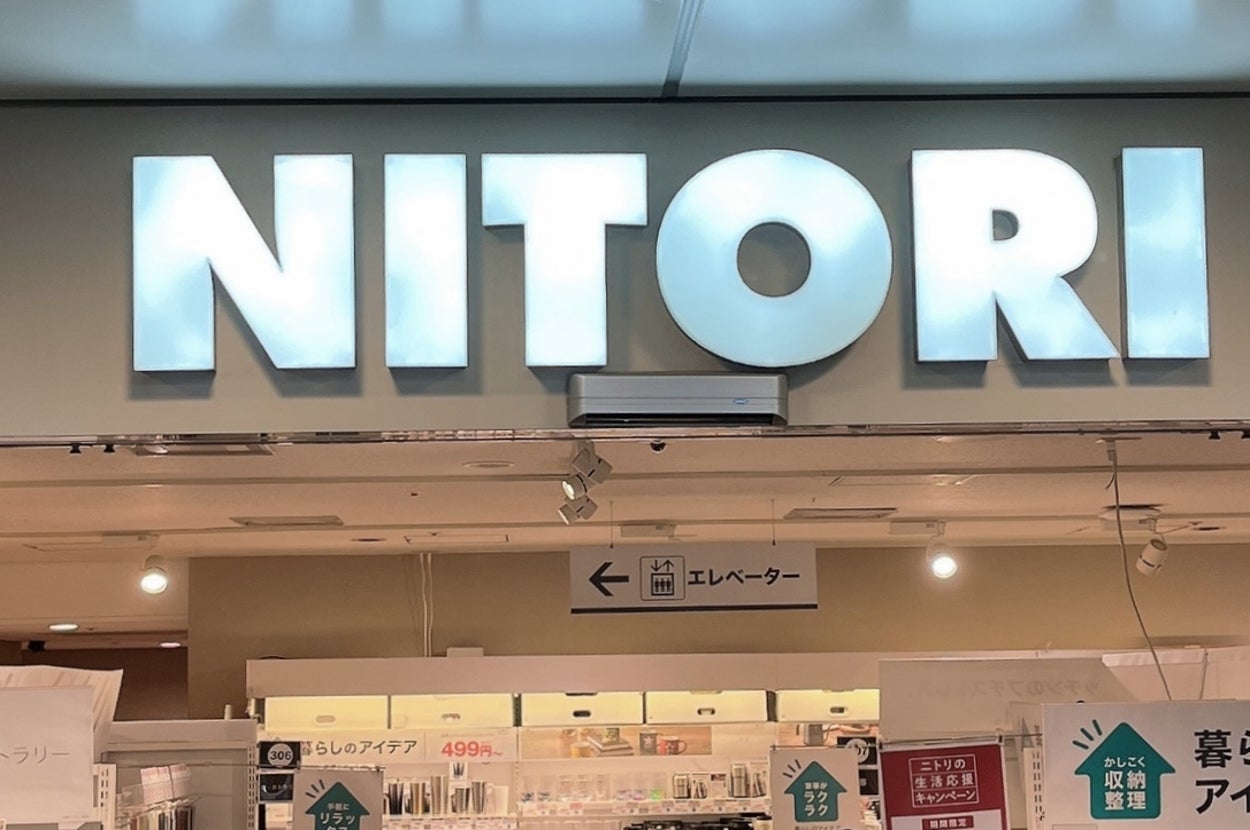 NITORI
エレベーター
暮らしのアイデア
499円~
306
トラリー
手軽に
リラッ
家事が
ラク
ラク
ニトリの
生活応援
キャンペーン
期間限定
かしこく
収納
整理
暮ら
アイ